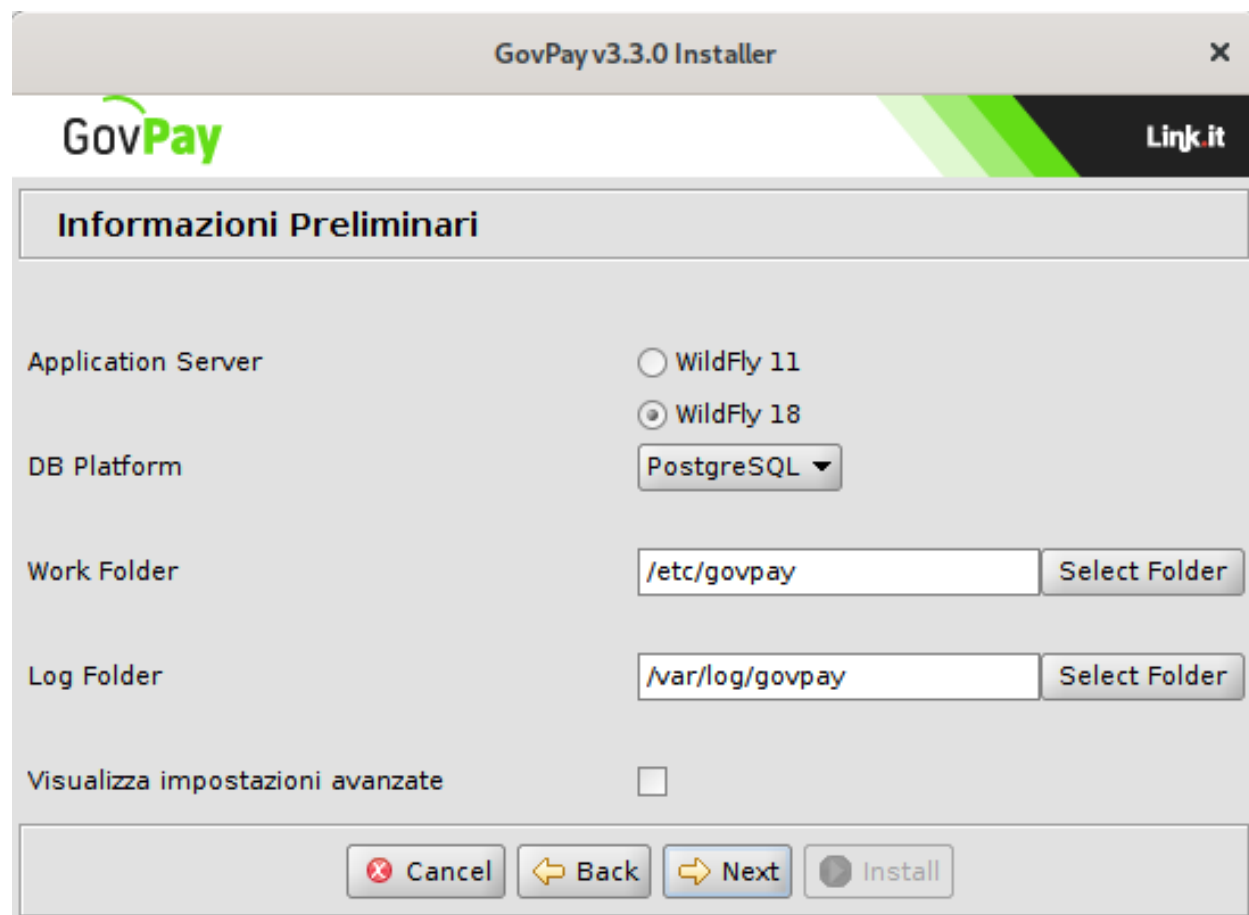 GovPay v3.3.0 Installer
GovPay
Link.it
Informazioni Preliminari
Application Server
WildFly 11
WildFly 18
DB Platform
PostgreSQL
Work Folder
/etc/govpay
Select Folder
Log Folder
/var/log/govpay
Select Folder
Visualizza impostazioni avanzate
Cancel
Back
Next
Install